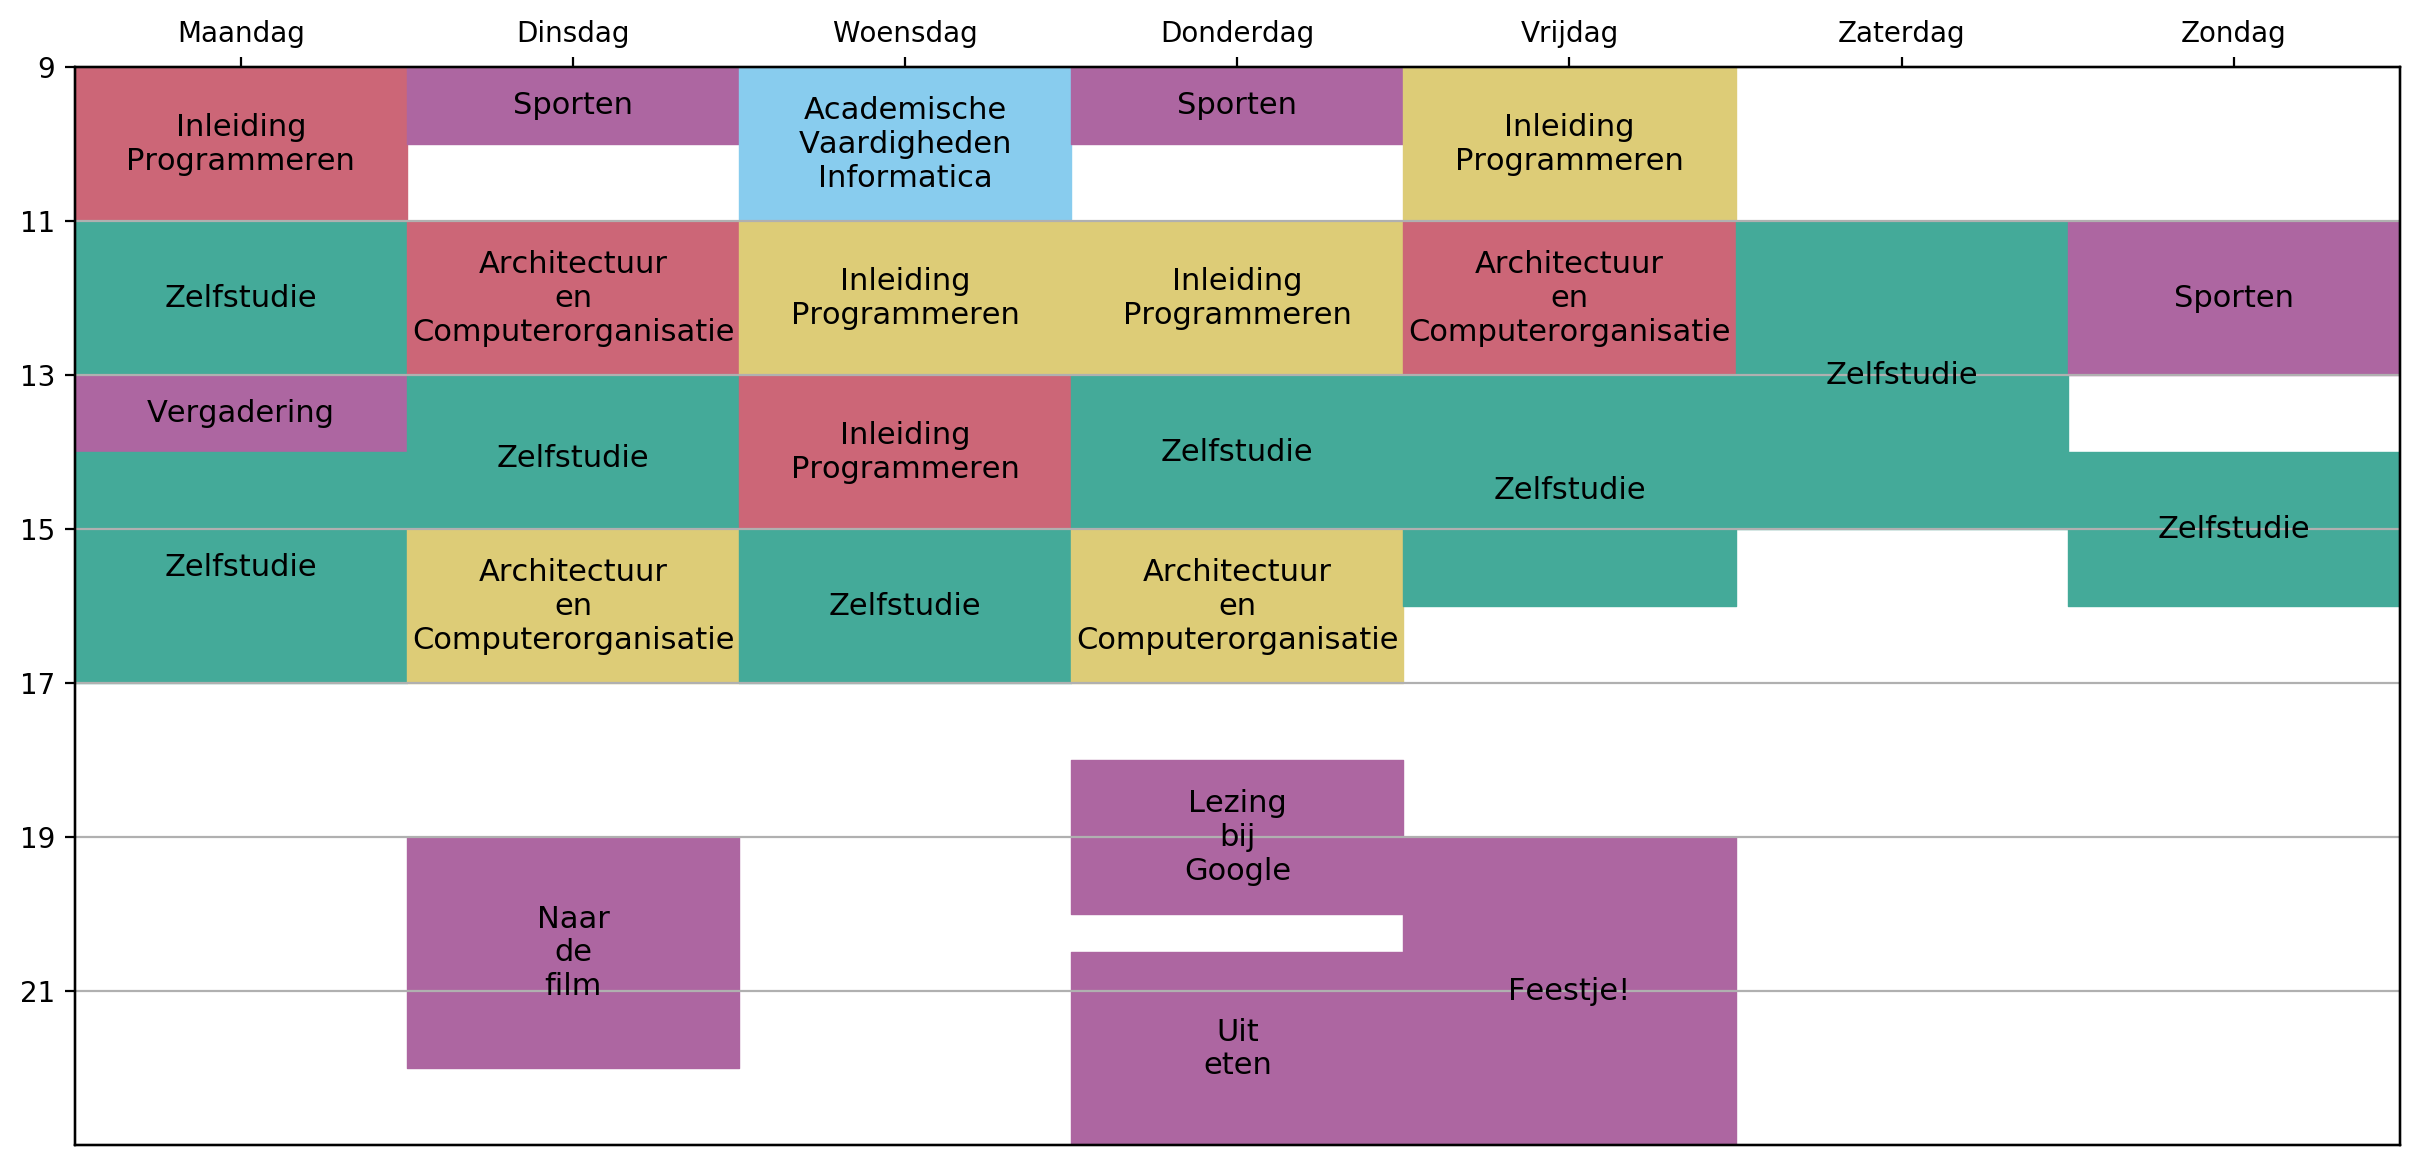 Maandag Dinsdag Woensdag Donderdag Vrijdag Zaterdag Zondag
9
Inleiding
Programmeren
Sporten
Academische
Vaardigheden
Informatica
Sporten
Inleiding
Programmeren
11
Zelfstudie
Architectuur
en
Computerorganisatie
Inleiding
Programmeren
Inleiding
Programmeren
Architectuur
en
Computerorganisatie
Zelfstudie
Sporten
13
Vergadering
Zelfstudie
Inleiding
Programmeren
Zelfstudie
Zelfstudie
Zelfstudie
15
Zelfstudie
Architectuur
en
Computerorganisatie
Zelfstudie
Architectuur
en
Computerorganisatie
17
Lezing
bij
Google
19
Naar
de
film
Feestje!
21
Uit
eten